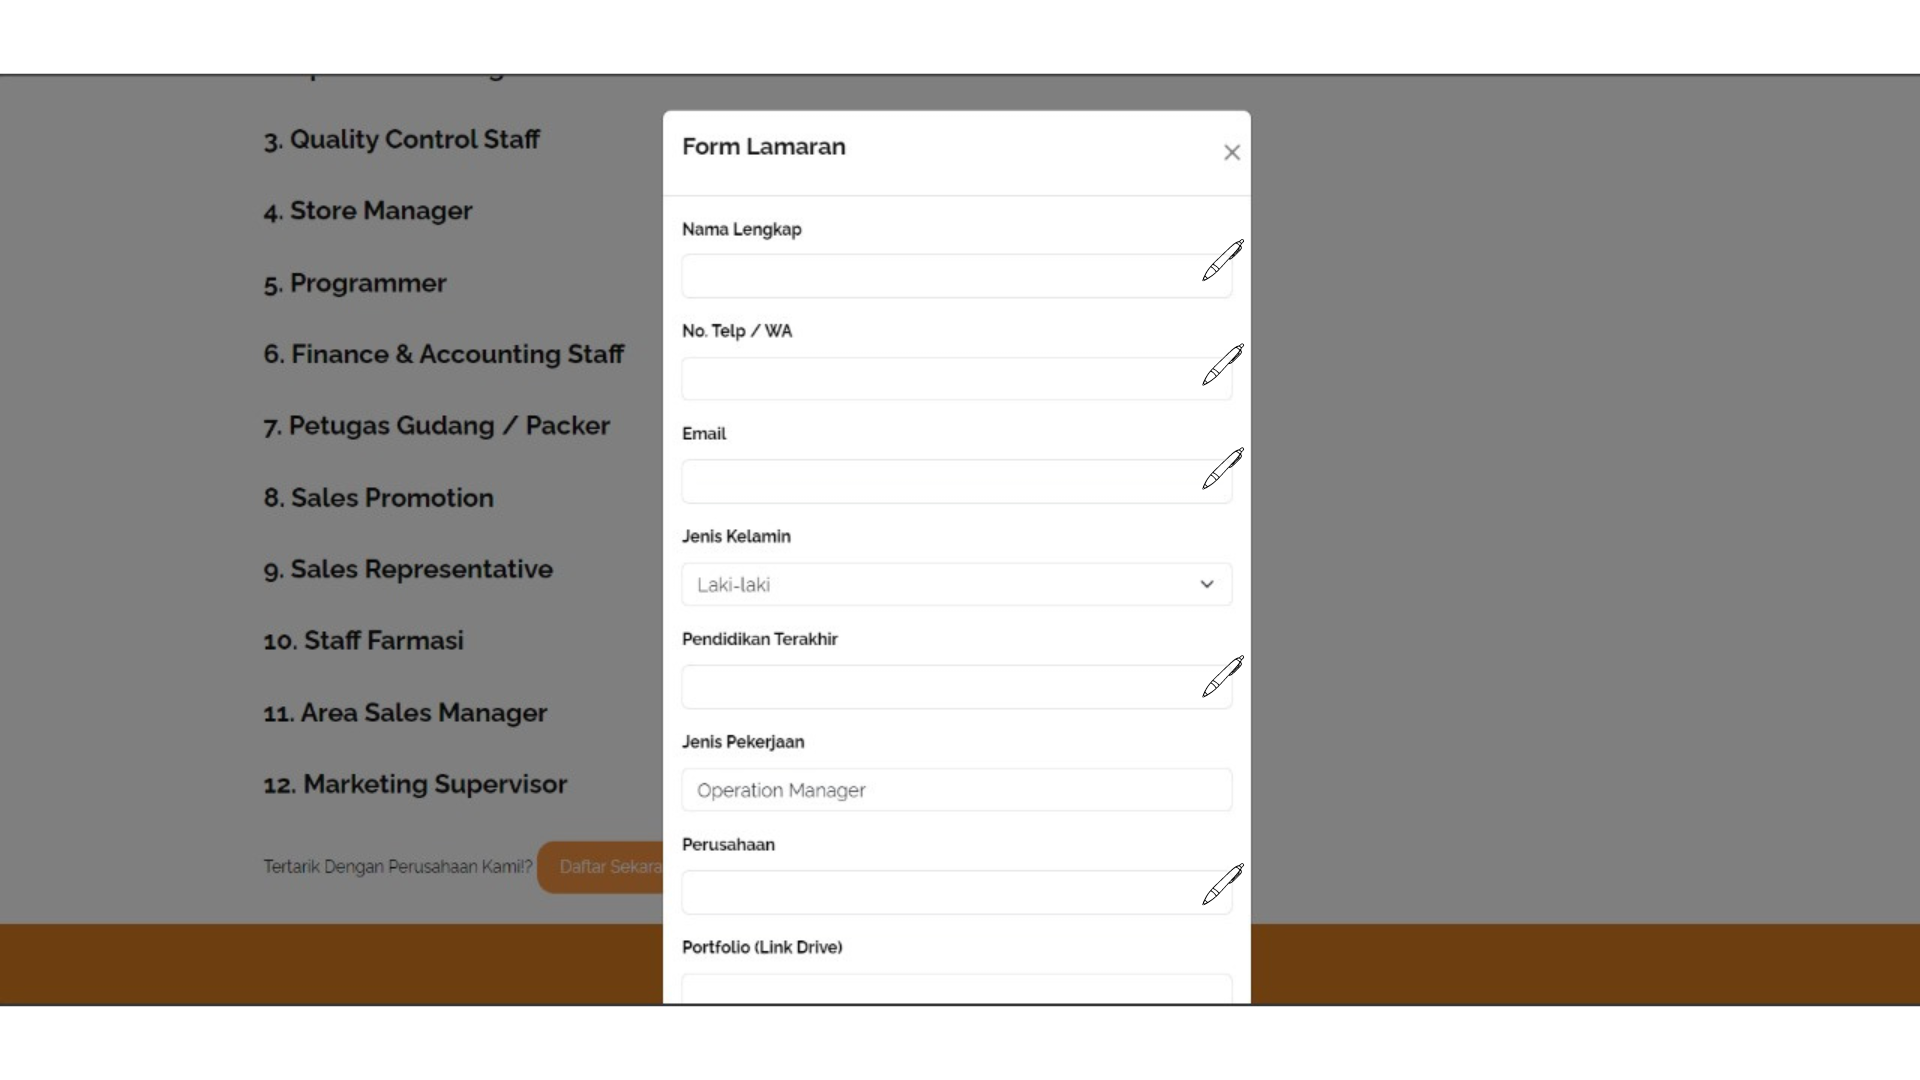 3. Quality Control Staff
4. Store Manager
5. Programmer
6. Finance & Accounting Staff
7. Petugas Gudang / Packer
8. Sales Promotion
9. Sales Representative
10. Staff Farmasi
11. Area Sales Manager
12. Marketing Supervisor
Tertarik Dengan Perusahaan Kami!? Daftar Sekara
Form Lamaran
Nama Lengkap
No. Telp / WA
Email
Jenis Kelamin
Laki-laki
Pendidikan Terakhir
Jenis Pekerjaan
Operation Manager
Perusahaan
Portfolio (Link Drive)